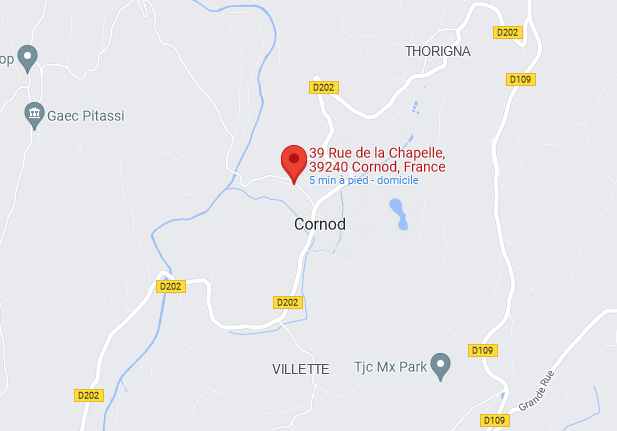 D202
THORIGNA
op
D109
D202
Gaec Pitassi
39 Rue de la Chapelle,
39240 Cornod, France
5 min à pied - domicile
Cornod
D202
D202
D109
VILLETTE
Tjc Mx Park
D202
Grande Rue
D109